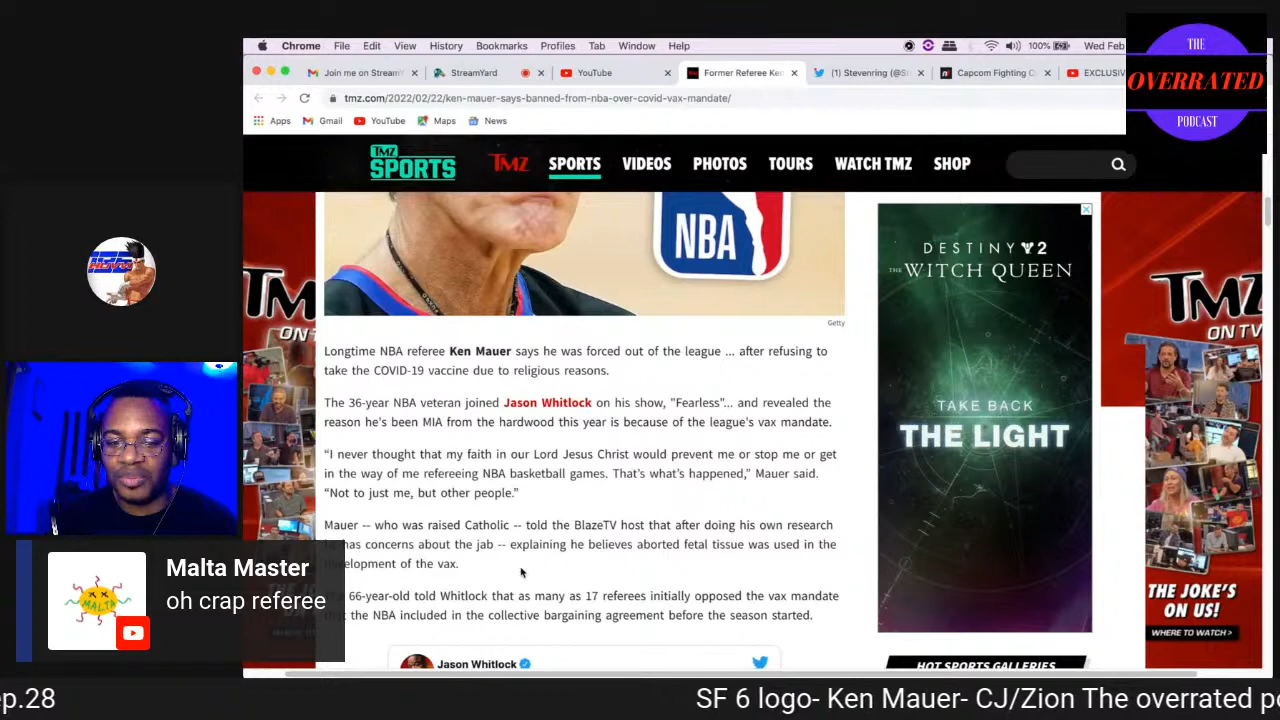 Chrome File Edit View History Bookmarks Profiles Tab Window Help 100% Wed Feb
Join me on StreamY StreamYard YouTube Former Referee Ken (1) Stevenring (@St Capcom Fighting C EXCLUSIV
tmz.com/2022/02/22/ken-mauer-says-banned-from-nba-over-covid-vax-mandate/
Apps Gmail YouTube Maps News
THE
OVERRATED
PODCAST
TMZ
SPORTS
TMZ SPORTS VIDEOS PHOTOS TOURS WATCH TMZ SHOP
NBA
Getty
Longtime NBA referee Ken Mauer says he was forced out of the league ... after refusing to
take the COVID-19 vaccine due to religious reasons.
The 36-year NBA veteran joined Jason Whitlock on his show, "Fearless"... and revealed the
reason he's been MIA from the hardwood this year is because of the league's vax mandate.
“I never thought that my faith in our Lord Jesus Christ would prevent me or stop me or get
in the way of me refereeing NBA basketball games. That’s what’s happened,” Mauer said.
“Not to just me, but other people.”
Mauer -- who was raised Catholic -- told the BlazeTV host that after doing his own research
has concerns about the jab -- explaining he believes aborted fetal tissue was used in the
of the vax.
66-year-old told Whitlock that as many as 17 referees initially opposed the vax mandate
the NBA included in the collective bargaining agreement before the season started.
Jason Whitlock
DESTINY 2
THE WITCH QUEEN
TAKE BACK
THE LIGHT
HOT SPORTS GALLERIES
TMZ
ON TV
THE JOKE'S
ON US!
WHERE TO WATCH >
TM
ON T
MALTA
Malta Master
oh crap referee
ep.28 SF 6 logo- Ken Mauer- CJ/Zion The overrated po